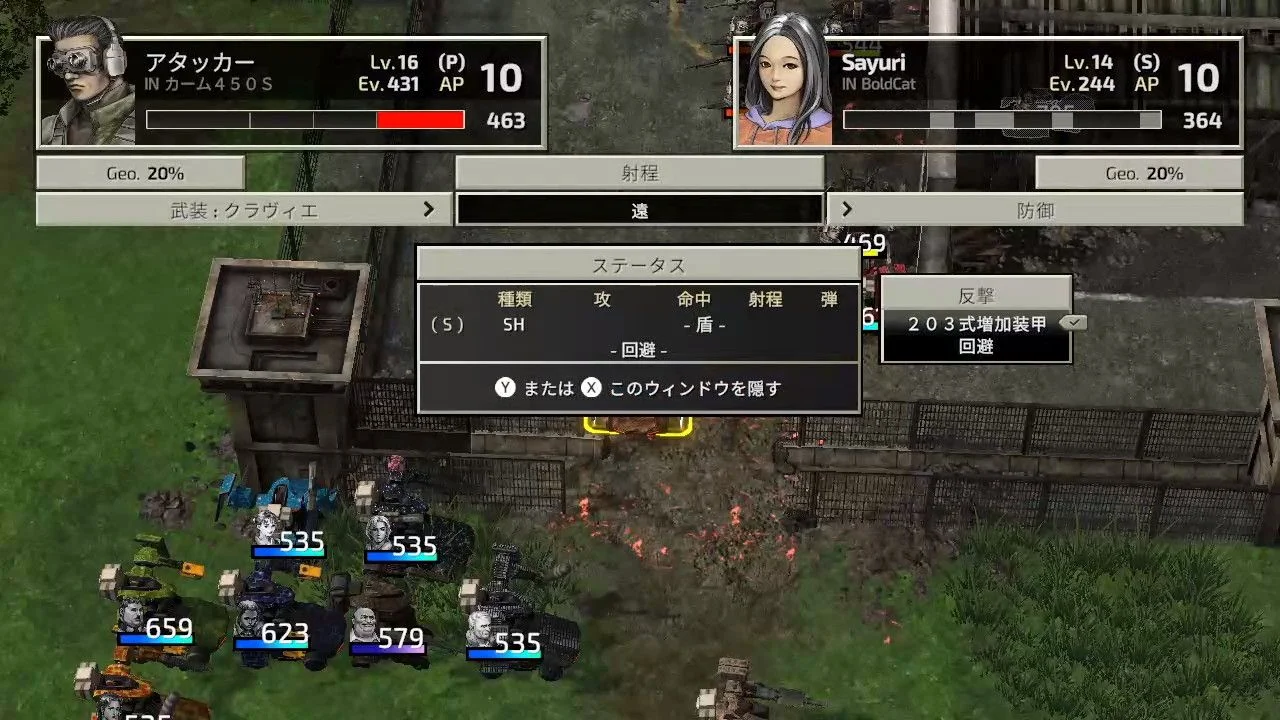 アタッカー
Lv.16 (P)
IN カーム450S
Ev.431 AP 10
463
Sayuri
Lv.14 (S)
IN BoldCat
Ev.244 AP 10
364
Geo. 20%
射程
Geo. 20%
武装:クラヴィエ
遠
防御
469
ステータス
種類 攻 命中 射程 弾
(S) SH -盾-
-回避-
Y または X このウィンドウを隠す
反撃
203式増加装甲
回避
535
535
659
623
579
535